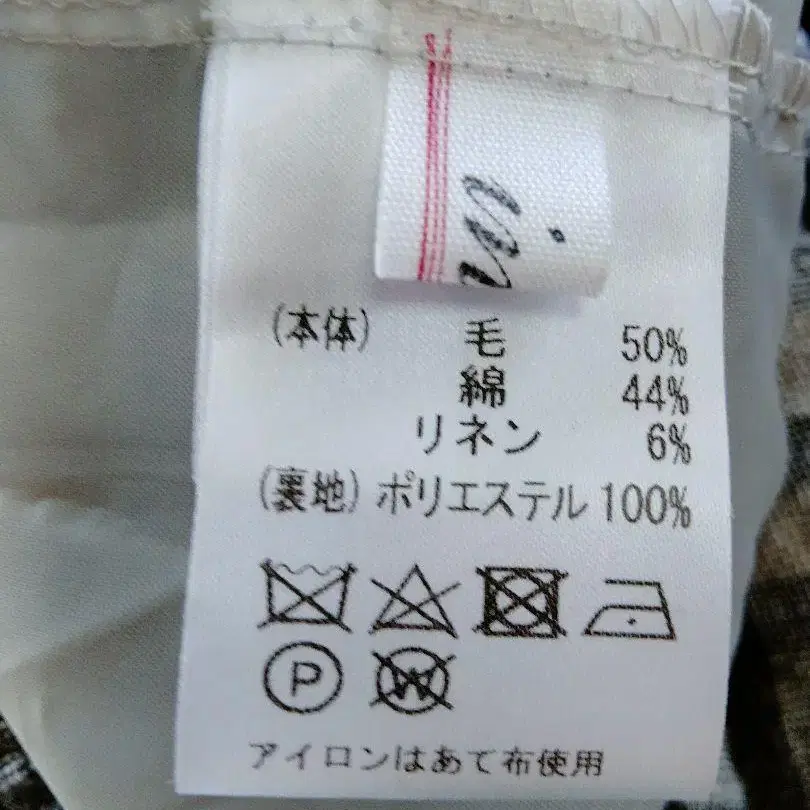 in
(本体) 毛 50%
綿 44%
リネン 6%
(裏地) ポリエステル 100%
P W
アイロンはあて布使用